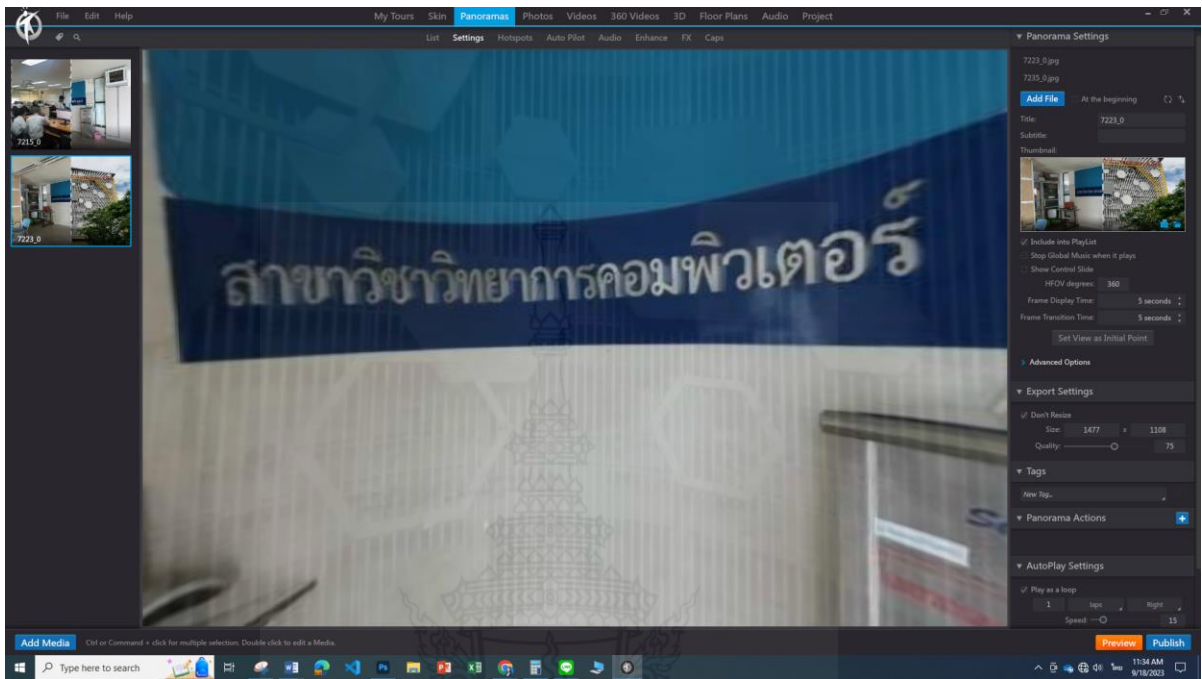 File Edit Help
My Tours Skin Panoramas Photos Videos 360 Videos 3D Floor Plans Audio Project
List Settings Hotspots Auto Pilot Audio Enhance FX Caps
7215_0
7223_0
สาขาวิชาวิทยาการคอมพิวเตอร์
Panorama Settings
7223_0.jpg
7235_0.jpg
Add File At the beginning
Title: 7223_0
Subtitle:
Thumbnail:
Include into PlayList
Stop Global Music when it plays
Show Control Slide
HFOV degrees: 360
Frame Display Time: 5 seconds
Frame Transition Time: 5 seconds
Set View as Initial Point
Advanced Options
Export Settings
Don't Resize
Size: 1477 x 1108
Quality: 75
Tags
New Tag...
Panorama Actions
AutoPlay Settings
Play as a loop
1 laps Right
Speed: 15
Add Media Ctrl or Command + click for multiple selection. Double click to edit a Media.
Preview Publish
Type here to search
11:34 AM
9/18/2023